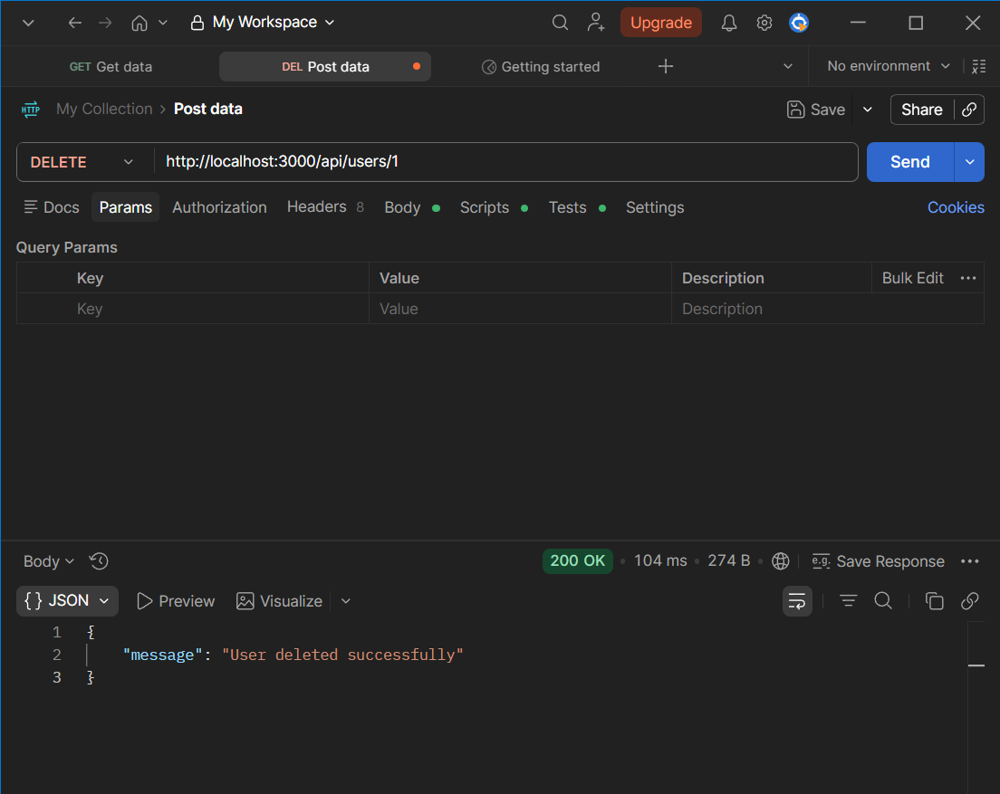 My Workspace
Upgrade
GET Get data
DEL Post data
Getting started
No environment
HTTP
My Collection > Post data
Save
Share
DELETE
http://localhost:3000/api/users/1
Send
Docs
Params
Authorization
Headers 8
Body
Scripts
Tests
Settings
Cookies
Query Params
Key
Value
Description
Bulk Edit
Key
Value
Description
Body
200 OK
104 ms
274 B
e.g.
Save Response
{} JSON
Preview
Visualize
1 {
2 "message": "User deleted successfully"
3 }